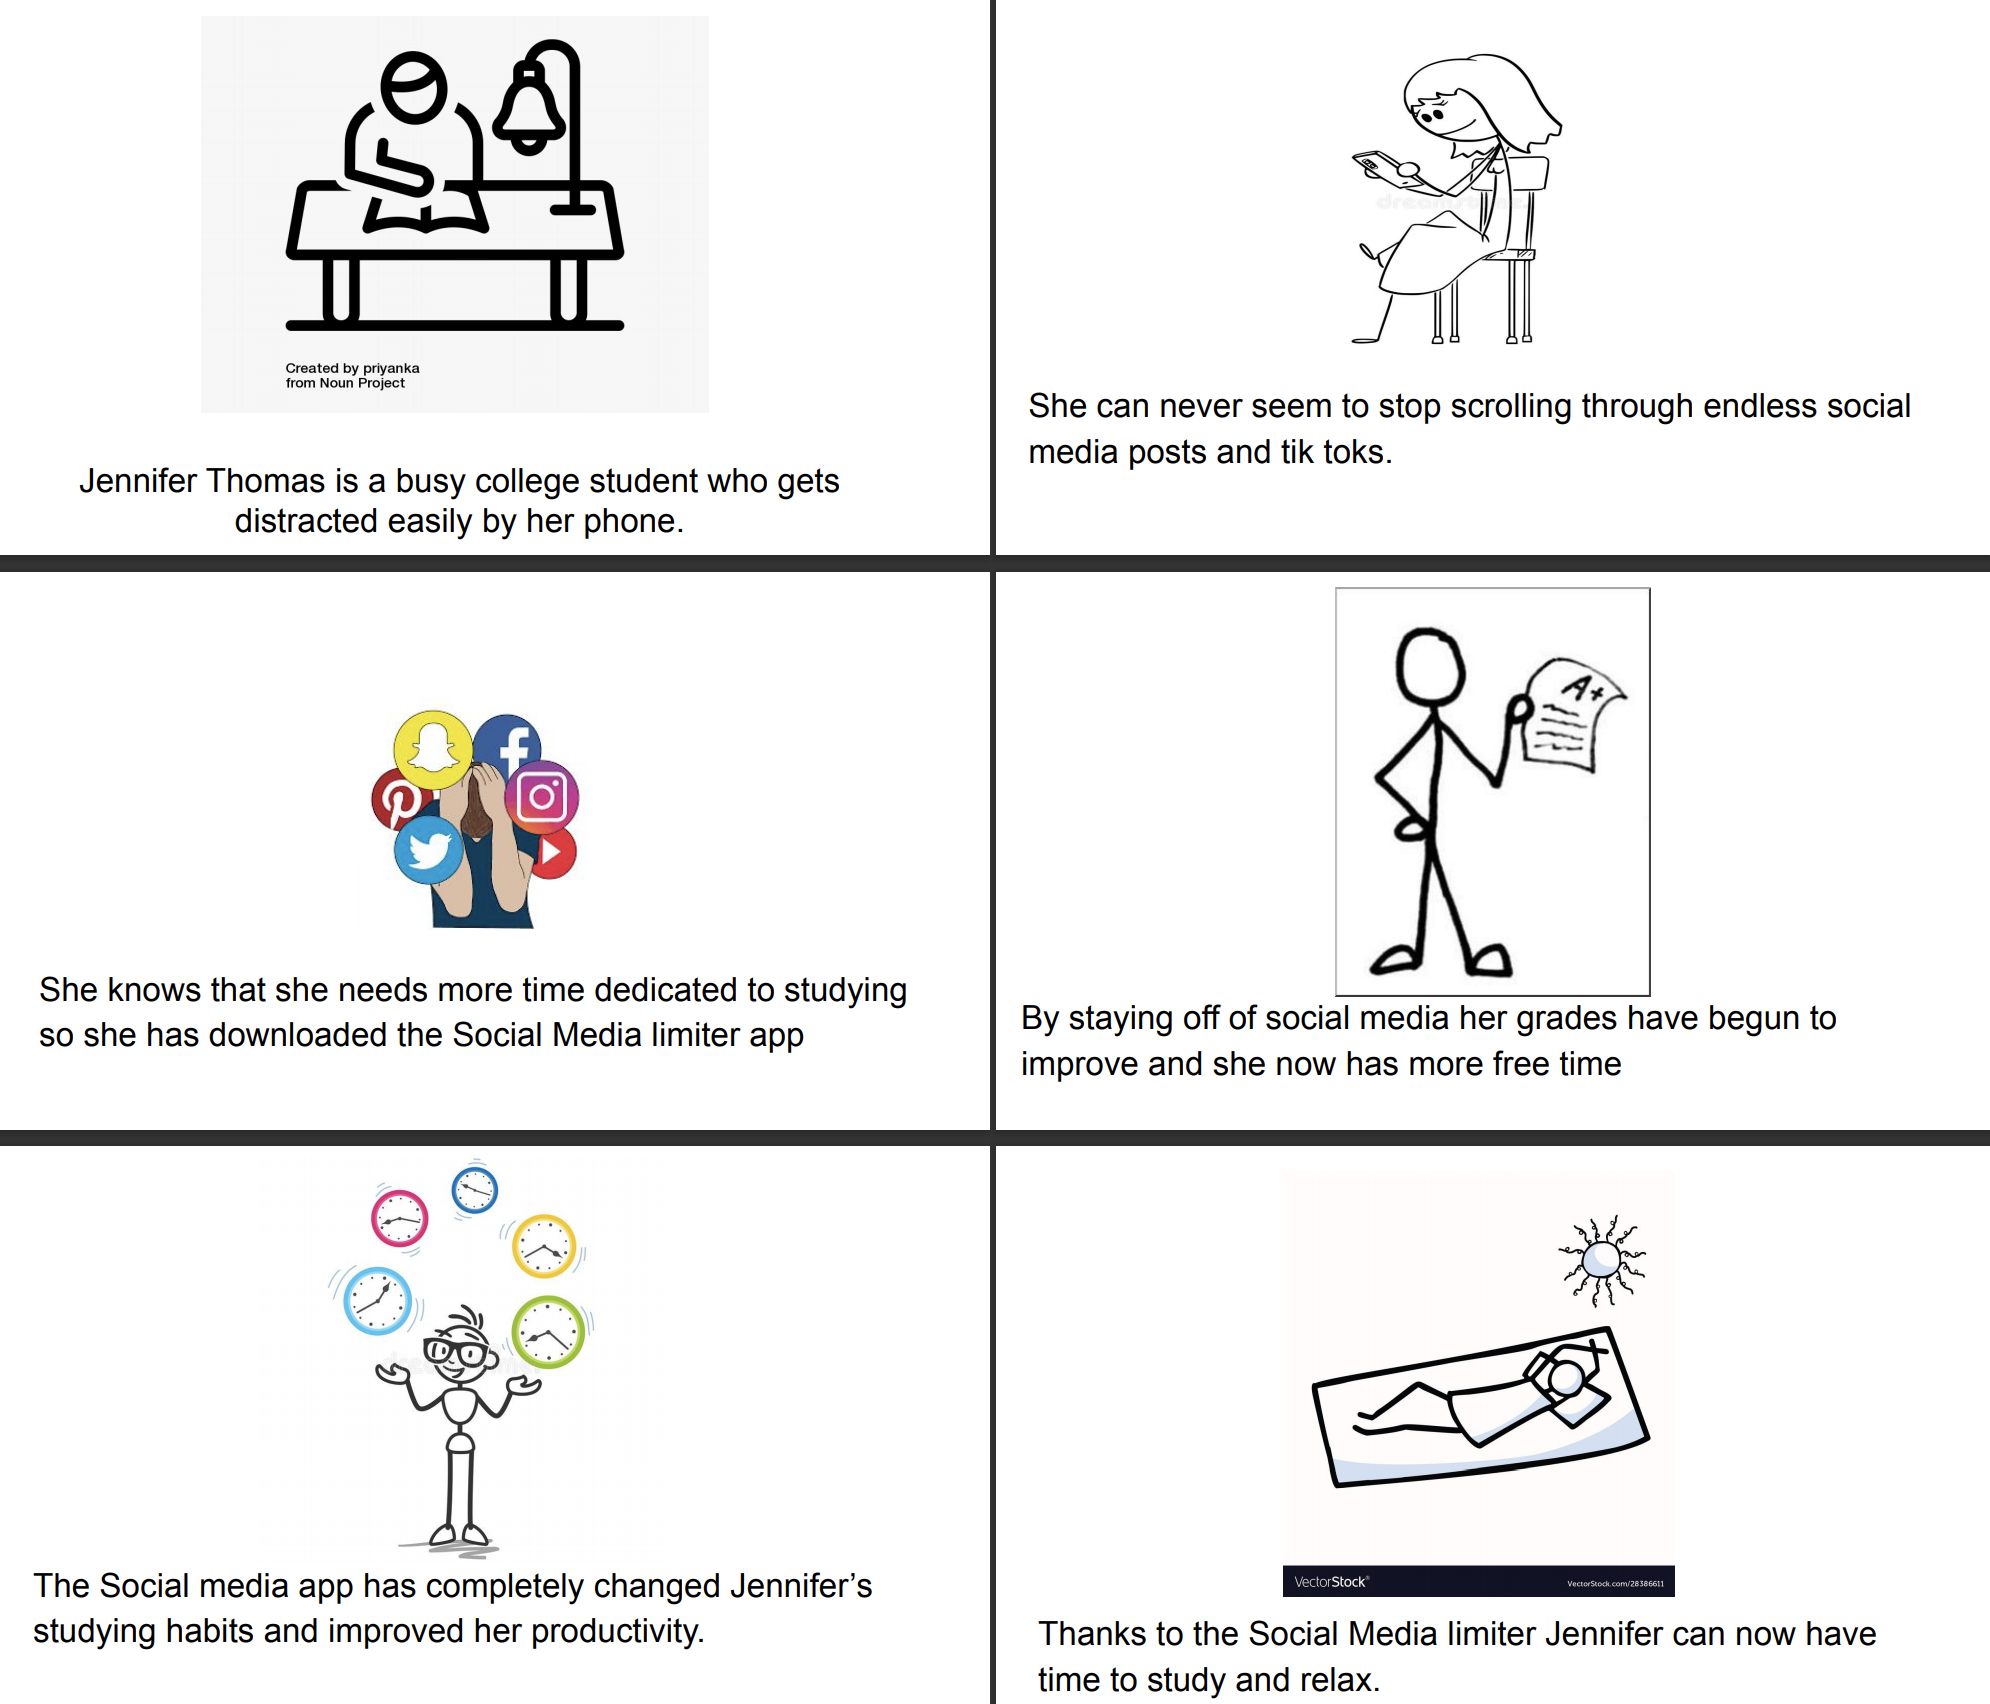 Created by priyanka
from Noun Project
Jennifer Thomas is a busy college student who gets
distracted easily by her phone.
She can never seem to stop scrolling through endless social
media posts and tik toks.
She knows that she needs more time dedicated to studying
so she has downloaded the Social Media limiter app
A+
By staying off of social media her grades have begun to
improve and she now has more free time
The Social media app has completely changed Jennifer’s
studying habits and improved her productivity.
VectorStock®
VectorStock.com/28386611
Thanks to the Social Media limiter Jennifer can now have
time to study and relax.